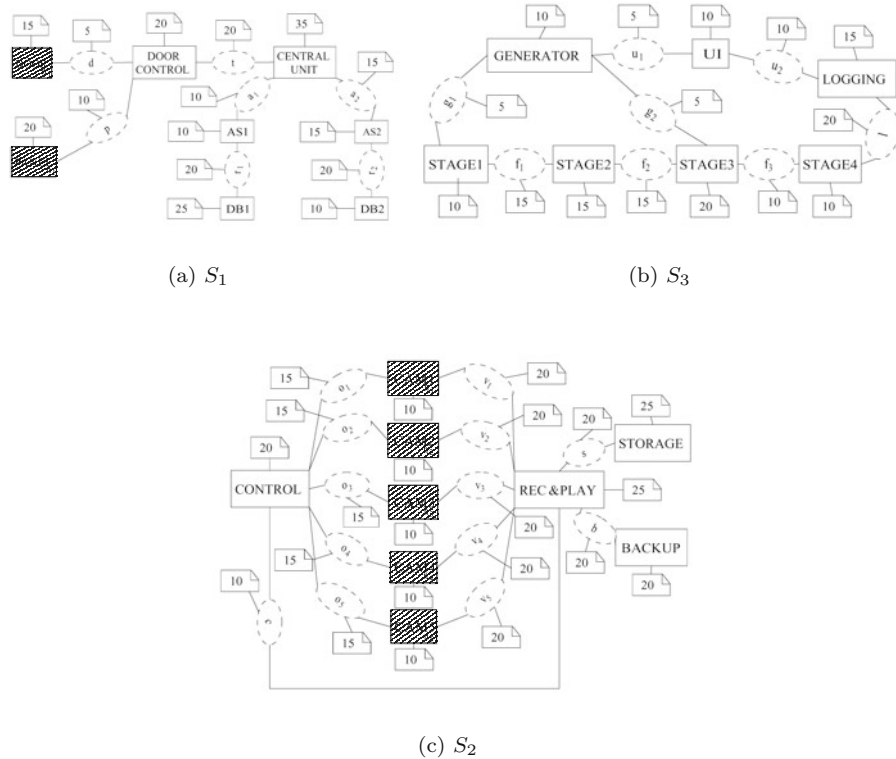 15
5
d
20
DOOR
CONTROL
20
t
35
CENTRAL
UNIT
10
p
20
10
a1
15
a2
10
AS1
15
AS2
20
r1
20
r2
25
DB1
10
DB2
(a) S1
10
GENERATOR
5
u1
10
UI
10
u2
15
LOGGING
g1
5
g2
5
20
l
STAGE1
f1
STAGE2
f2
STAGE3
f3
STAGE4
10
15
15
15
20
10
10
(b) S3
15
o1
10
v1
20
15
o2
10
v2
20
20
CONTROL
o3
15
10
v3
20
REC&PLAY
25
20
s
25
STORAGE
15
o4
10
v4
20
b
20
BACKUP
20
10
c
o5
15
10
v5
20
(c) S2